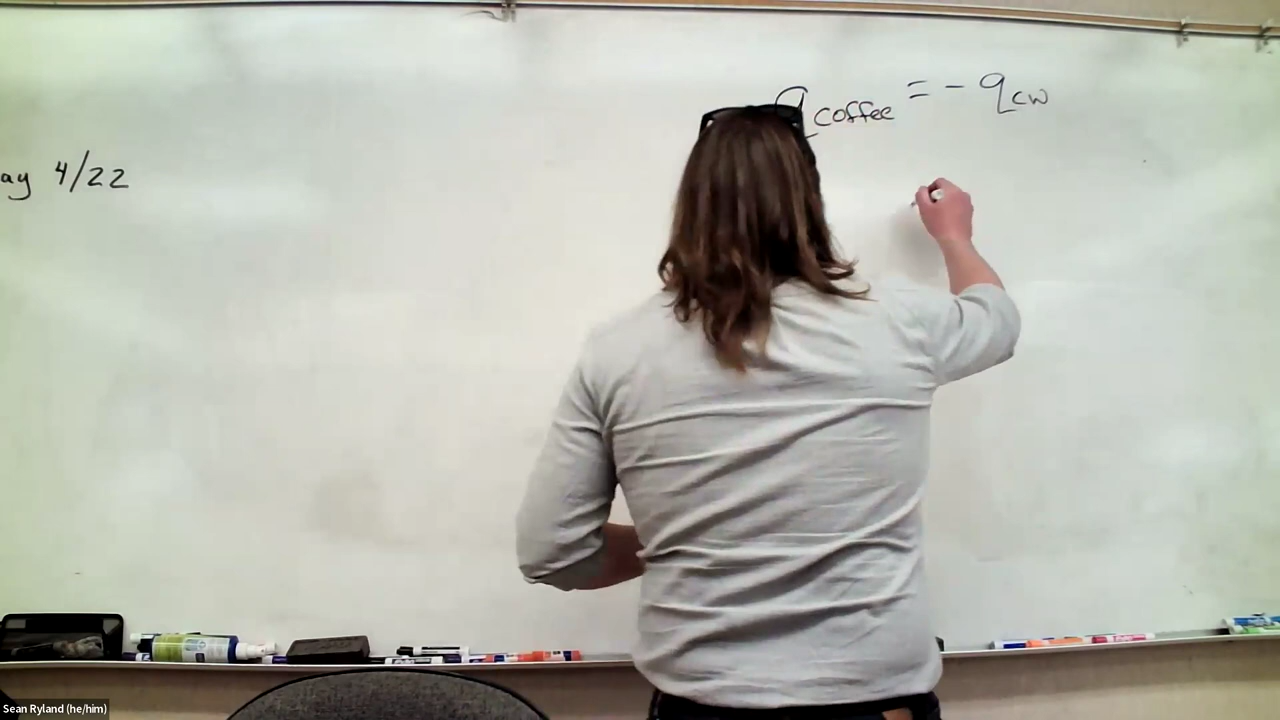 q coffee = - q cw
ay 4/22
Sean Ryland (he/him)